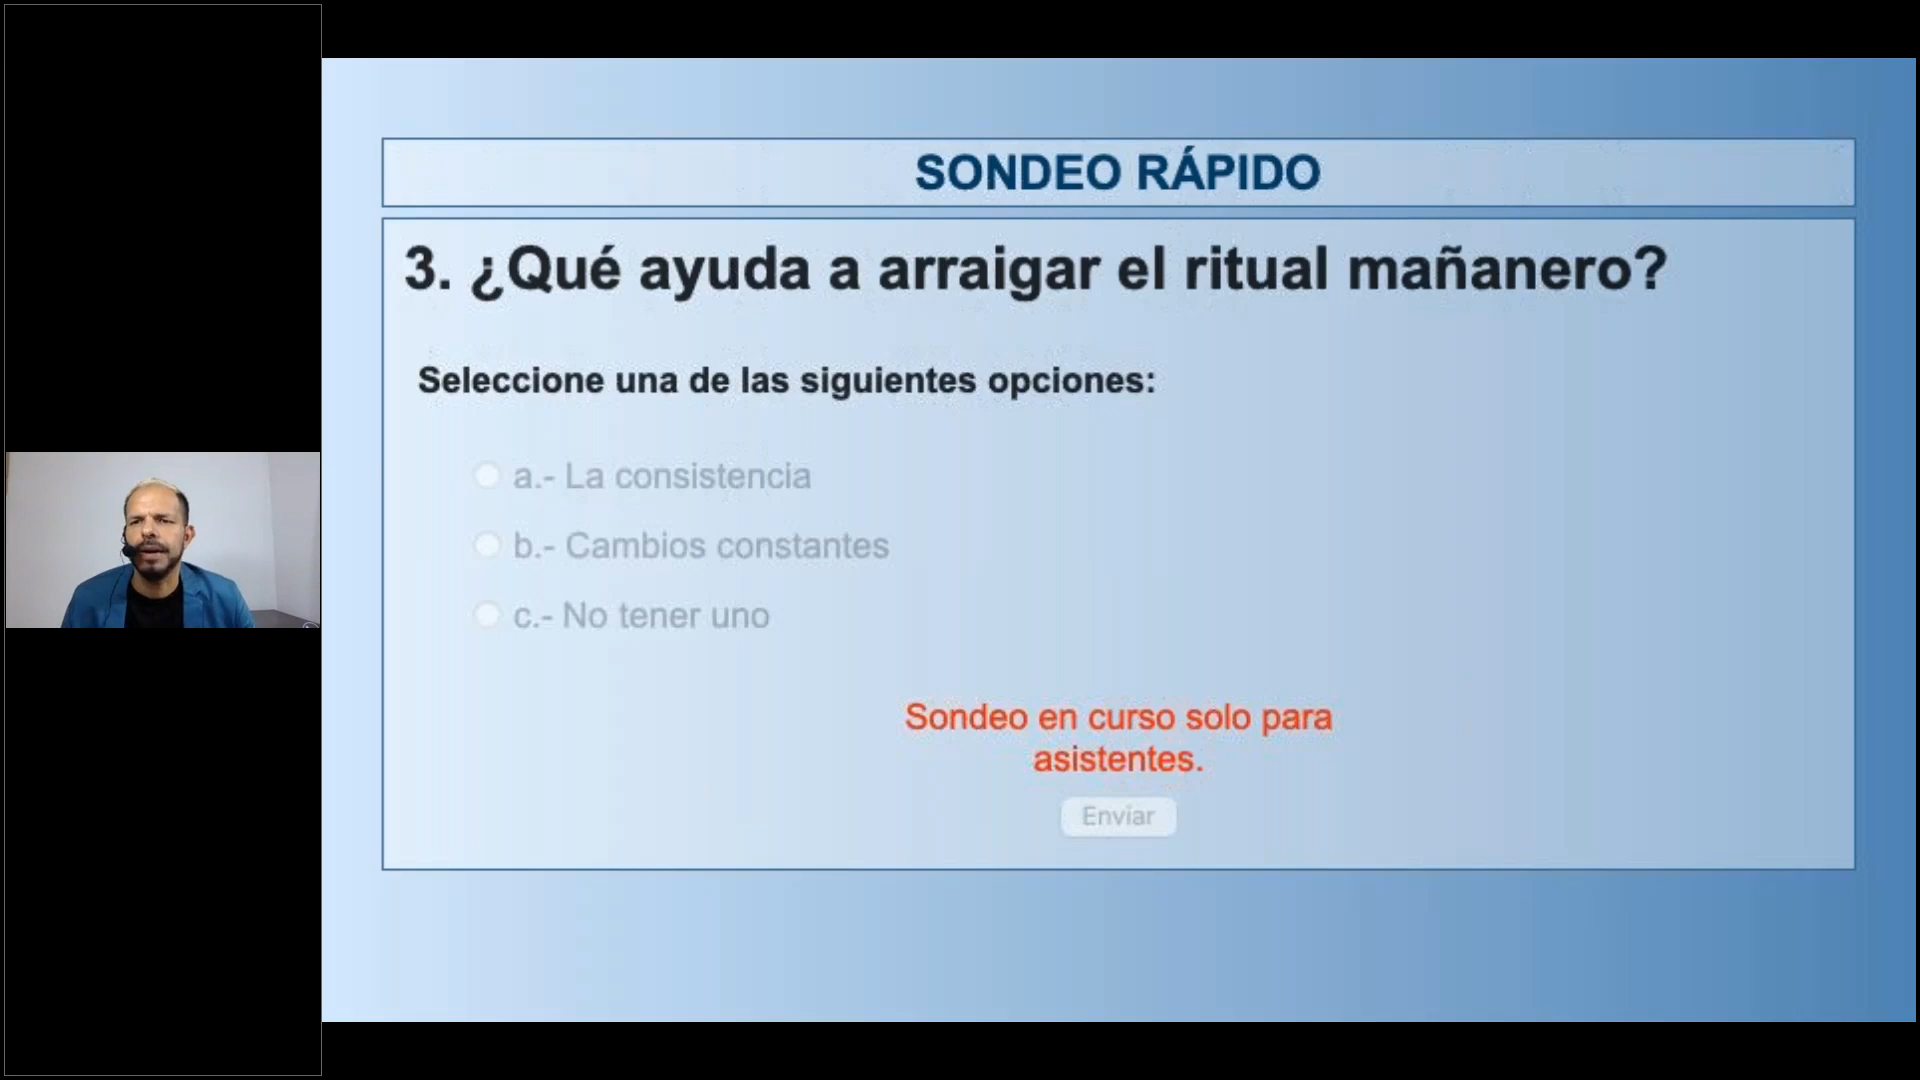 SONDEO RÁPIDO
3. ¿Qué ayuda a arraigar el ritual mañanero?
Seleccione una de las siguientes opciones:
a.- La consistencia
b.- Cambios constantes
c.- No tener uno
Sondeo en curso solo para
asistentes.
Enviar